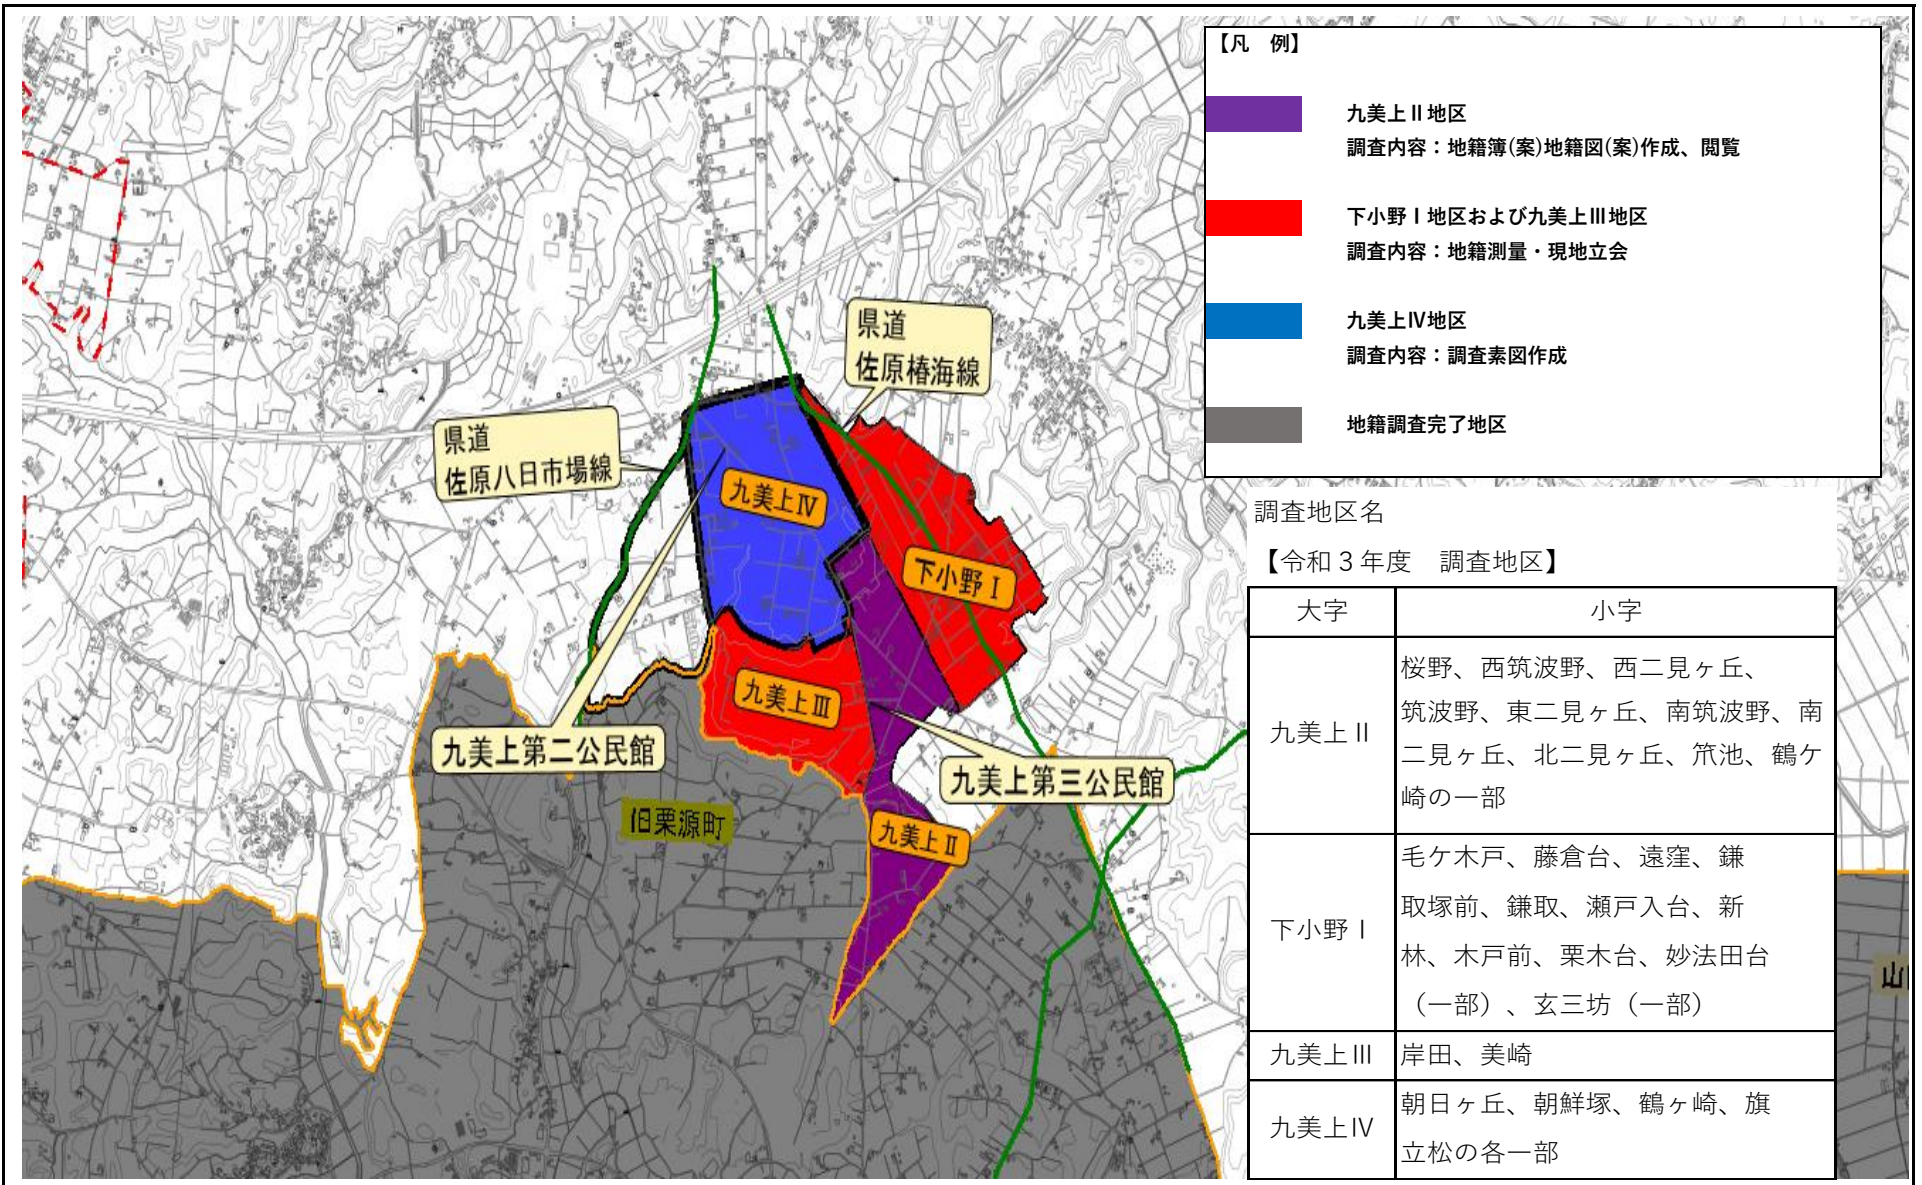 【凡　例】
九美上Ⅱ地区
調査内容：地籍簿(案)地籍図(案)作成、閲覧
下小野Ⅰ地区および九美上Ⅲ地区
調査内容：地籍測量・現地立会
九美上Ⅳ地区
調査内容：調査素図作成
地籍調査完了地区
県道
佐原椿海線
県道
佐原八日市場線
九美上Ⅳ
下小野Ⅰ
九美上Ⅲ
九美上第二公民館
九美上第三公民館
旧栗源町
九美上Ⅱ
調査地区名
【令和３年度　調査地区】
大字　小字
九美上Ⅱ
桜野、西筑波野、西二見ヶ丘、
筑波野、東二見ヶ丘、南筑波野、南
二見ヶ丘、北二見ヶ丘、笊池、鶴ケ
崎の一部
下小野Ⅰ
毛ケ木戸、藤倉台、遠窪、鎌
取塚前、鎌取、瀬戸入台、新
林、木戸前、栗木台、妙法田台
（一部）、玄三坊（一部）
九美上Ⅲ　岸田、美崎
九美上Ⅳ
朝日ヶ丘、朝鮮塚、鶴ヶ崎、旗
立松の各一部
山